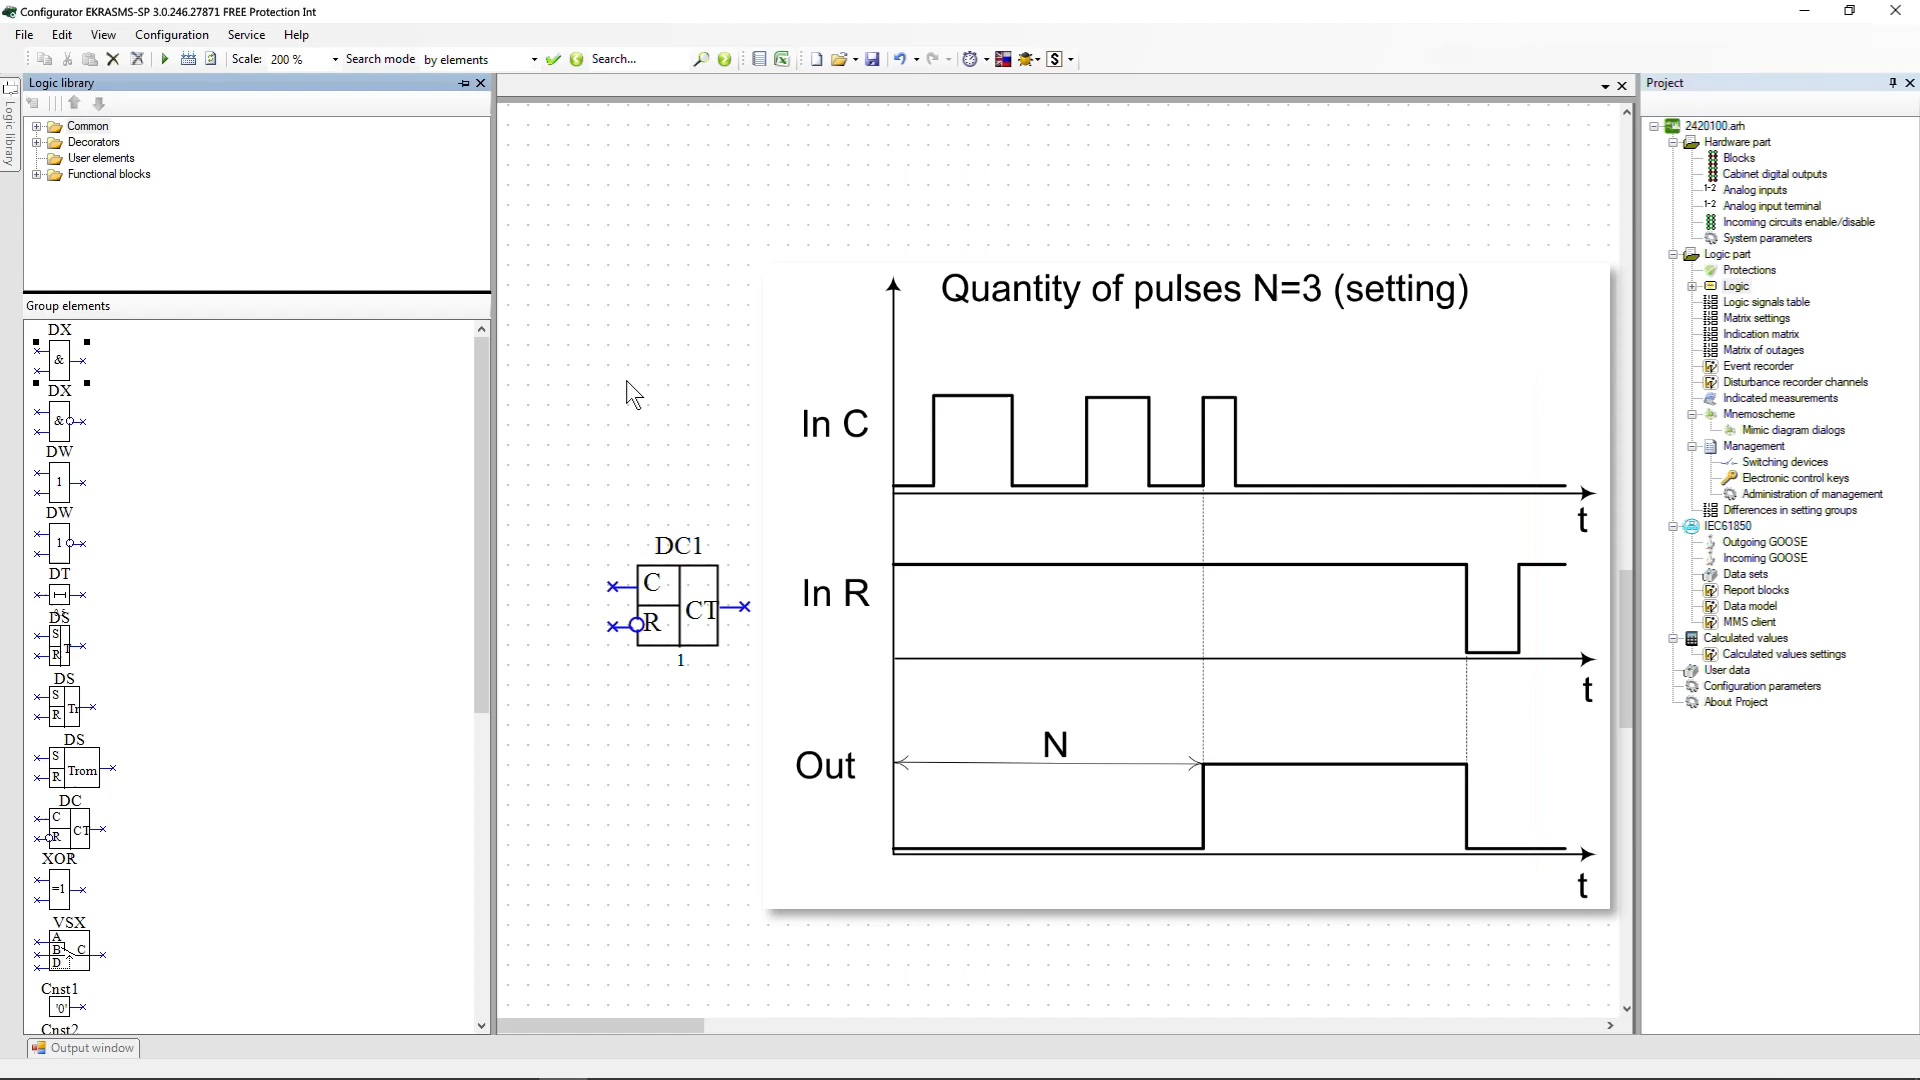 Configurator EKRASMS-SP 3.0.246.27871 FREE Protection Int
File Edit View Configuration Service Help
Scale: 200 % Search mode by elements Search...
Logic library
Logic library
Common
Decorators
User elements
Functional blocks
Group elements
DX
&
DX
&
DW
1
DW
1
DT
DS
S
T
R
DS
S
Tr
R
DS
S
Trom
R
DC
C
CT
R
XOR
=1
VSX
A
B C
D
Cnst1
'0'
Cnst2
Output window
DC1
C
CT
R
1
Quantity of pulses N=3 (setting)
In C
t
In R
t
N
Out
t
Project
2420100.arh
Hardware part
Blocks
Cabinet digital outputs
1-2 Analog inputs
1-2 Analog input terminal
Incoming circuits enable/disable
System parameters
Logic part
Protections
Logic
Logic signals table
Matrix settings
Indication matrix
Matrix of outages
Event recorder
Disturbance recorder channels
Indicated measurements
Mnemoscheme
Mimic diagram dialogs
Management
Switching devices
Electronic control keys
Administration of management
Differences in setting groups
IEC61850
Outgoing GOOSE
Incoming GOOSE
Data sets
Report blocks
Data model
MMS client
Calculated values
Calculated values settings
User data
Configuration parameters
About Project